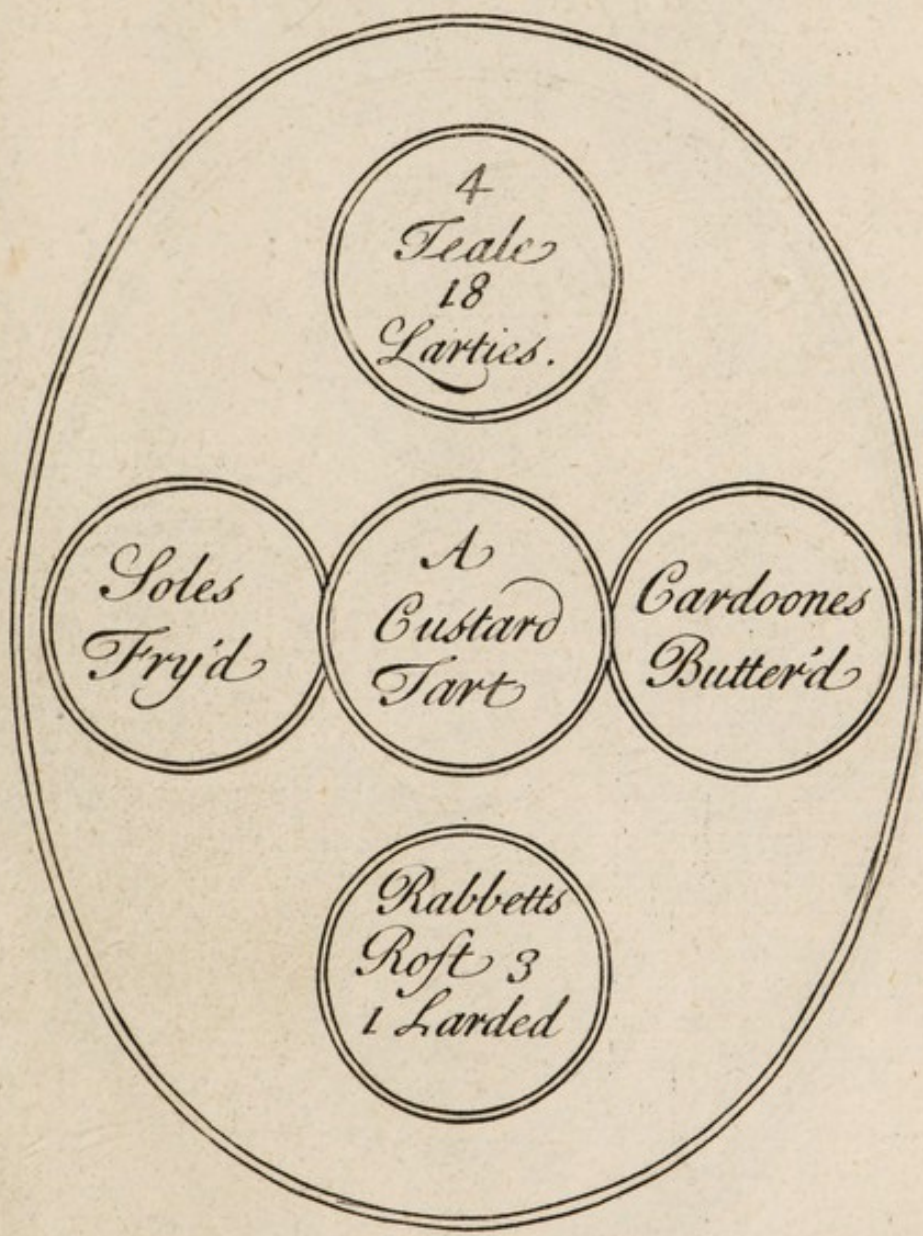 4
Teale
18
Larties.
Soles
Fry'd
A
Custard
Tart
Cardoones
Butter'd
Rabbetts
Roſt 3
1 Larded